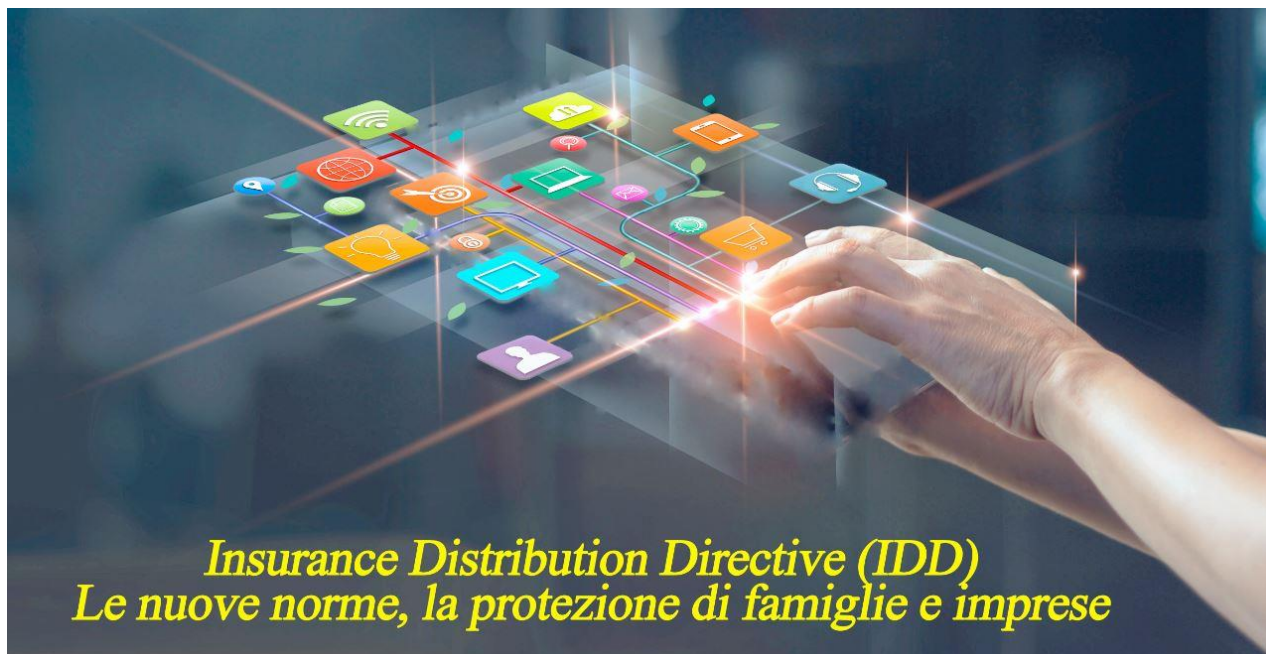 Insurance Distribution Directive (IDD)
Le nuove norme, la protezione di famiglie e imprese